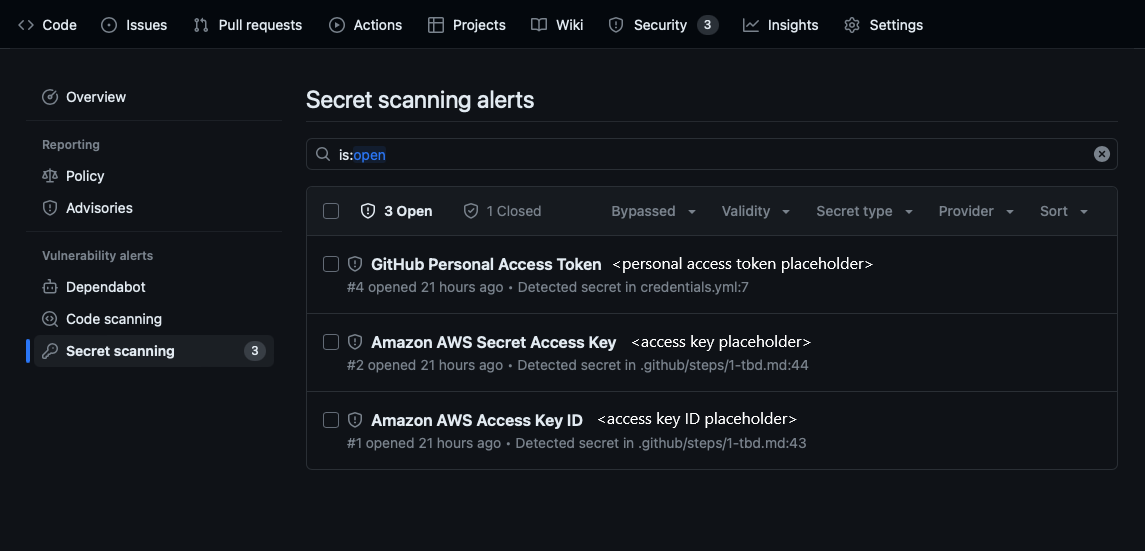 Code Issues Pull requests Actions Projects Wiki Security 3 Insights Settings
Overview
Reporting
Policy
Advisories
Vulnerability alerts
Dependabot
Code scanning
Secret scanning 3
Secret scanning alerts
is:open
3 Open 1 Closed Bypassed Validity Secret type Provider Sort
GitHub Personal Access Token <personal access token placeholder>
#4 opened 21 hours ago • Detected secret in credentials.yml:7
Amazon AWS Secret Access Key <access key placeholder>
#2 opened 21 hours ago • Detected secret in .github/steps/1-tbd.md:44
Amazon AWS Access Key ID <access key ID placeholder>
#1 opened 21 hours ago • Detected secret in .github/steps/1-tbd.md:43